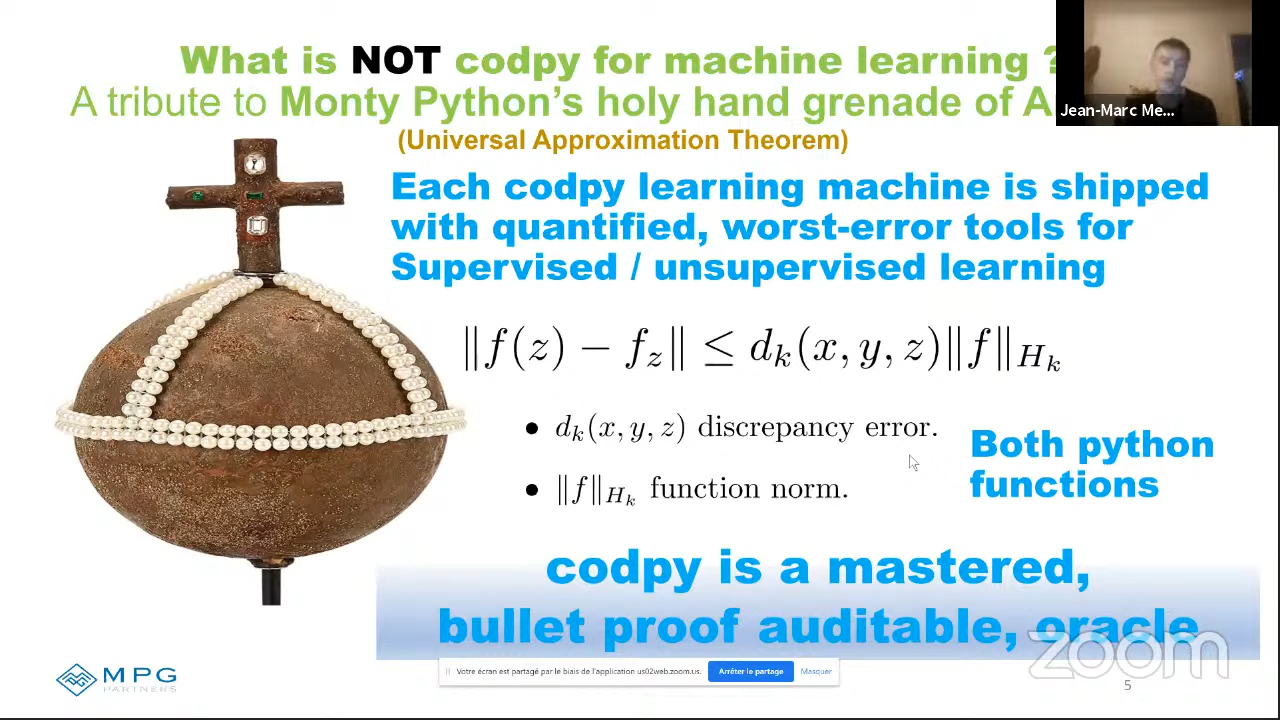 What is NOT codpy for machine learning ?
A tribute to Monty Python's holy hand grenade of A
Jean-Marc Me...
(Universal Approximation Theorem)
Each codpy learning machine is shipped
with quantified, worst-error tools for
Supervised / unsupervised learning
‖f(z) − f_z‖ ≤ d_k(x, y, z)‖f‖_{H_k}
• d_k(x, y, z) discrepancy error.
• ‖f‖_{H_k} function norm.
Both python
functions
codpy is a mastered,
bullet proof auditable, oracle
zoom
Votre écran est partagé par le biais de l'application us02web.zoom.us.
Arrêter le partage
Masquer
MPG
PARTNERS
5